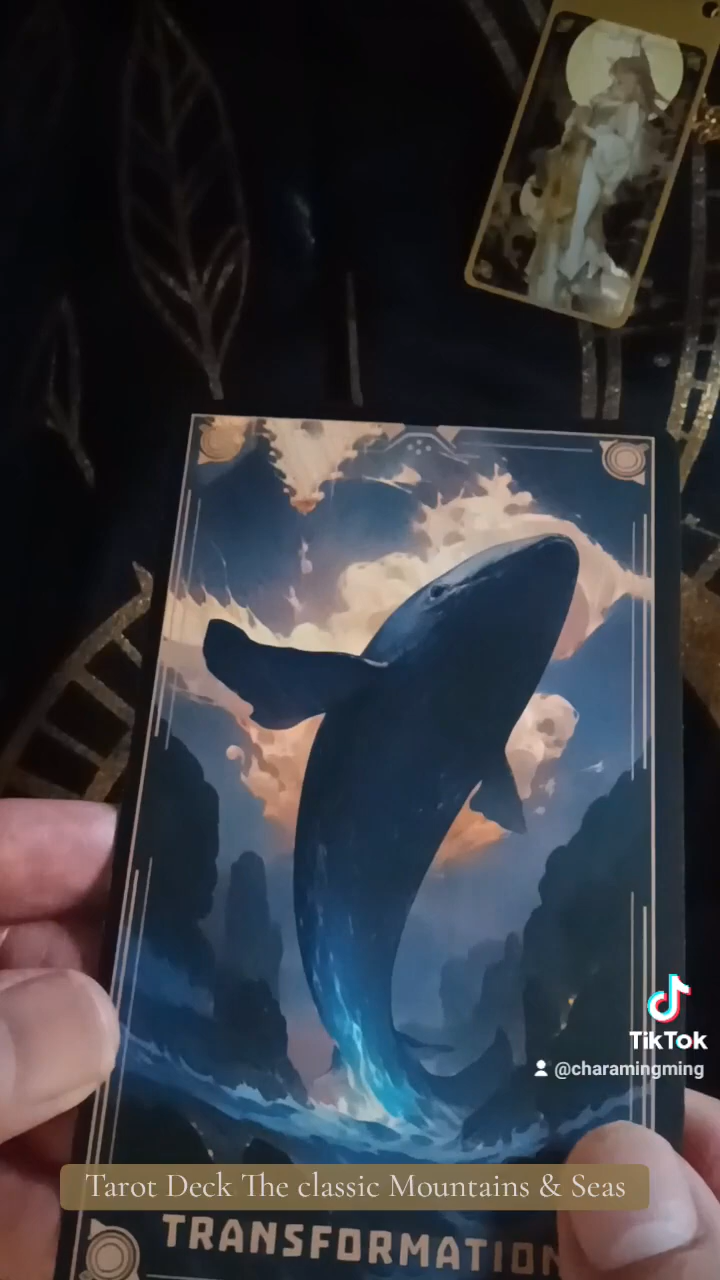 TikTok
@charamingming
Tarot Deck The classic Mountains & Seas
TRANSFORMATION